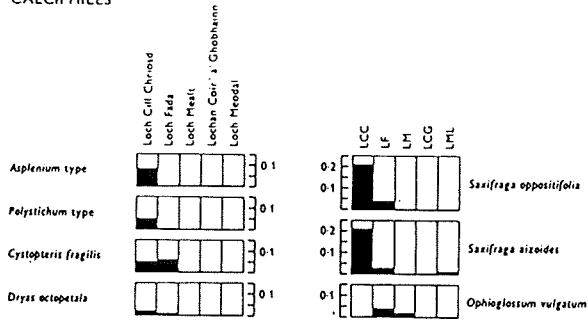 CALCIPHILES
Loch Cill Chriosd
Loch Fada
Loch Mealt
Lochan Coir' a' Ghobhainn
Loch Meodal
Asplenium type
0·1
Polystichum type
0·1
Cystopteris fragilis
0·1
Dryas octopetala
0·1
LCC
LF
LM
LCG
LML
0·2
0·1
Saxifraga oppositifolia
0·2
0·1
Saxifraga aizoides
0·1
Ophioglossum vulgatum